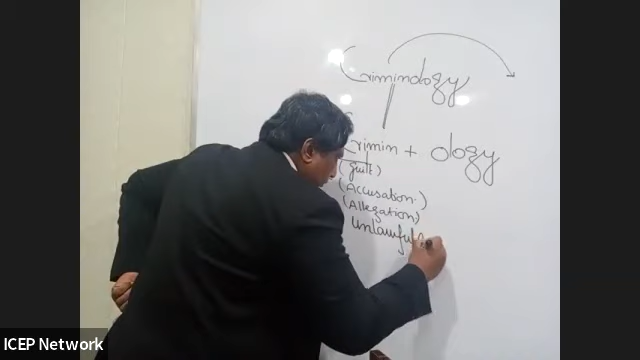 Criminology
Crimin + ology
(Guilt)
(Accusation)
(Allegation)
Unlawful
ICEP Network